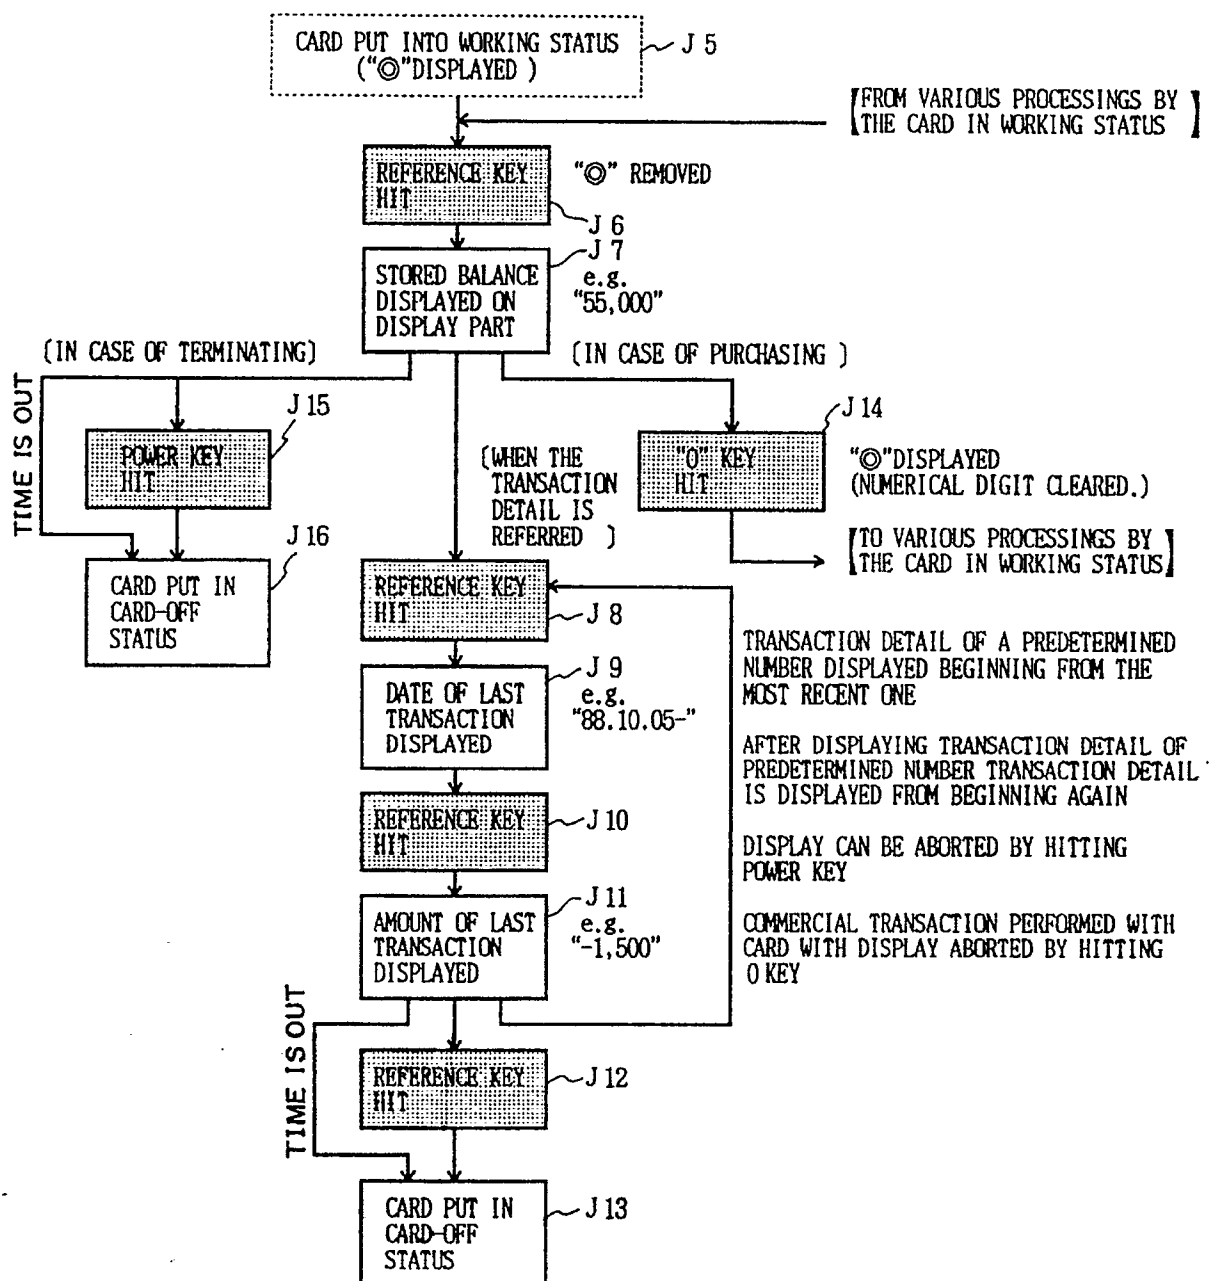 CARD PUT INTO WORKING STATUS
("◎"DISPLAYED )
J 5
[FROM VARIOUS PROCESSINGS BY
THE CARD IN WORKING STATUS ]
REFERENCE KEY
HIT
"◎" REMOVED
J 6
J 7
STORED BALANCE
DISPLAYED ON
DISPLAY PART
e.g.
"55,000"
(IN CASE OF TERMINATING)
(IN CASE OF PURCHASING )
TIME IS OUT
J 15
POWER KEY
HIT
J 14
"0" KEY
HIT
"◎"DISPLAYED
(NUMERICAL DIGIT CLEARED.)
(WHEN THE
TRANSACTION
DETAIL IS
REFERRED )
J 16
CARD PUT IN
CARD-OFF
STATUS
[TO VARIOUS PROCESSINGS BY
THE CARD IN WORKING STATUS]
REFERENCE KEY
HIT
J 8
J 9
DATE OF LAST
TRANSACTION
DISPLAYED
e.g.
"88.10.05-"
TRANSACTION DETAIL OF A PREDETERMINED
NUMBER DISPLAYED BEGINNING FROM THE
MOST RECENT ONE
AFTER DISPLAYING TRANSACTION DETAIL OF
PREDETERMINED NUMBER TRANSACTION DETAIL
IS DISPLAYED FROM BEGINNING AGAIN
REFERENCE KEY
HIT
J 10
DISPLAY CAN BE ABORTED BY HITTING
POWER KEY
J 11
AMOUNT OF LAST
TRANSACTION
DISPLAYED
e.g.
"-1,500"
COMMERCIAL TRANSACTION PERFORMED WITH
CARD WITH DISPLAY ABORTED BY HITTING
0 KEY
TIME IS OUT
REFERENCE KEY
HIT
J 12
CARD PUT IN
CARD-OFF
STATUS
J 13